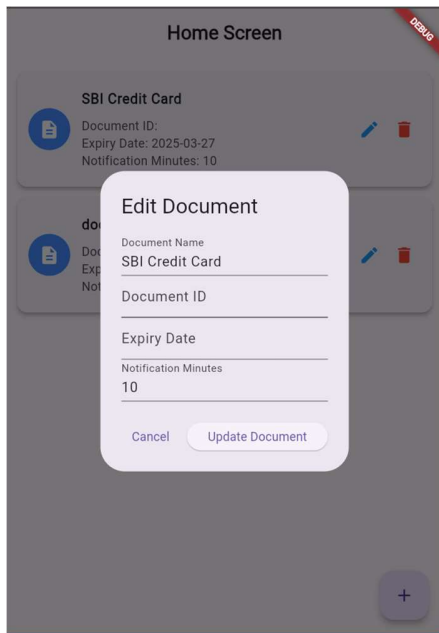 Home Screen
DEBUG
SBI Credit Card
Document ID:
Expiry Date: 2025-03-27
Notification Minutes: 10
Edit Document
Document Name
SBI Credit Card
Document ID
Expiry Date
Notification Minutes
10
Cancel Update Document
+